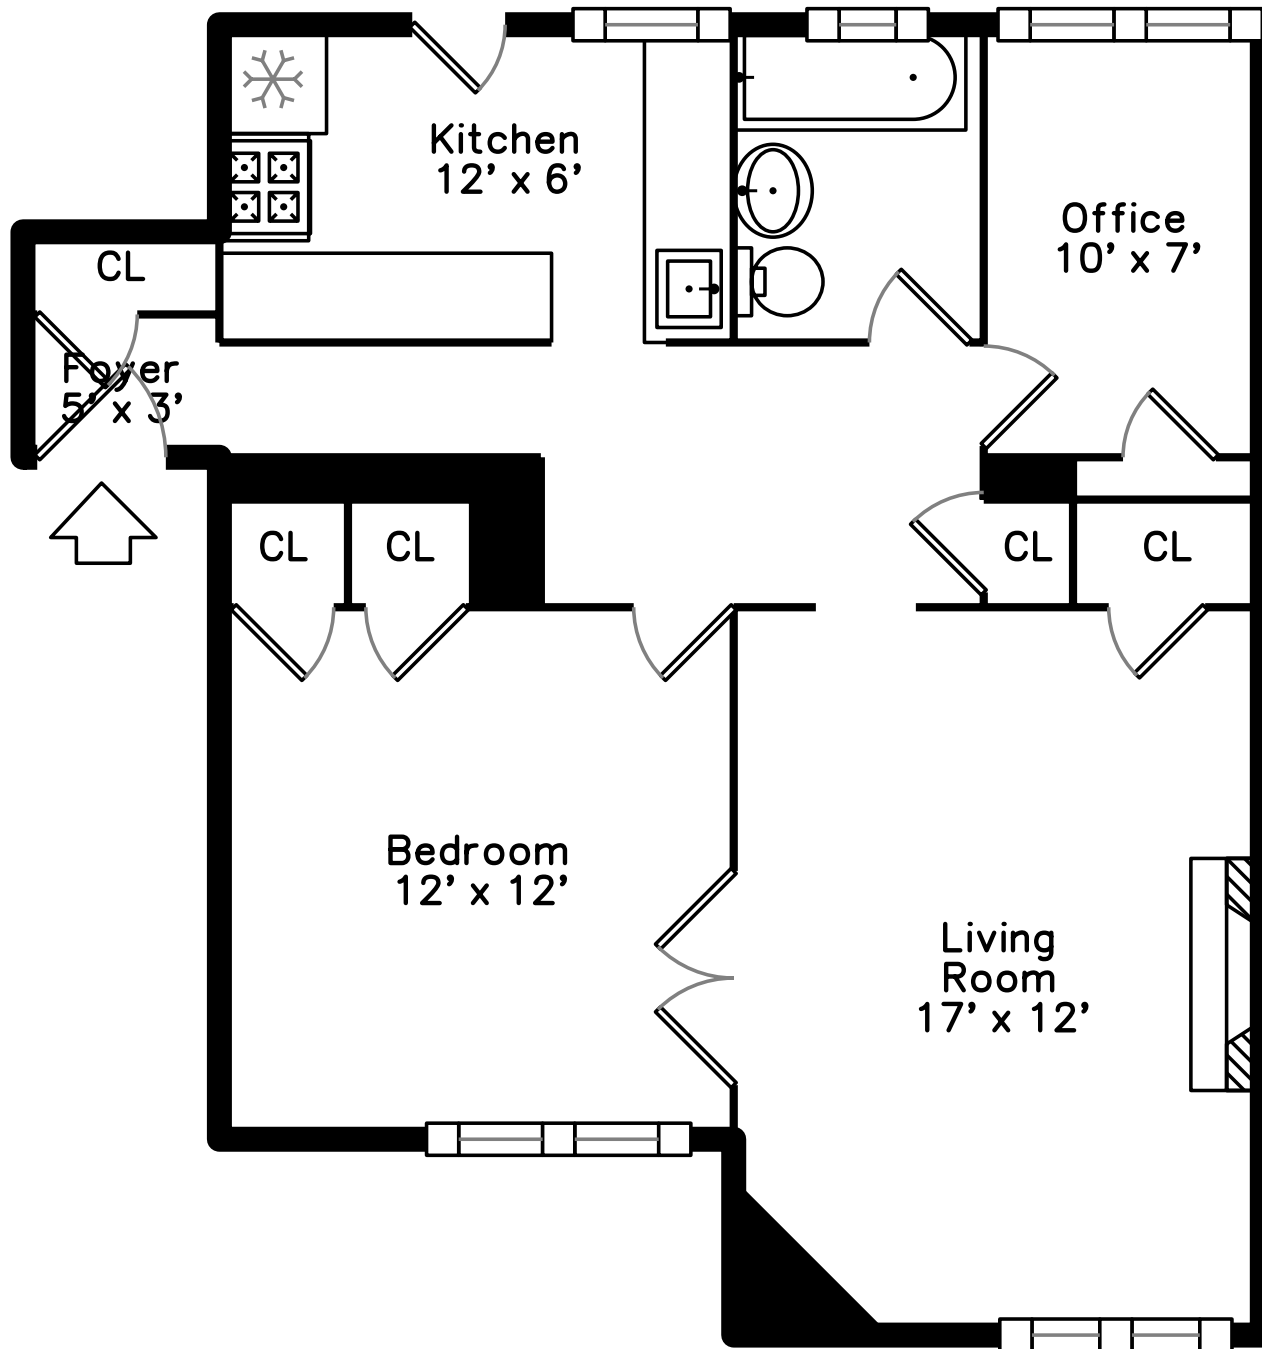 Kitchen
12' x 6'
Office
10' x 7'
CL
Foyer
5' x 3'
CL
CL
CL
CL
Bedroom
12' x 12'
Living
Room
17' x 12'